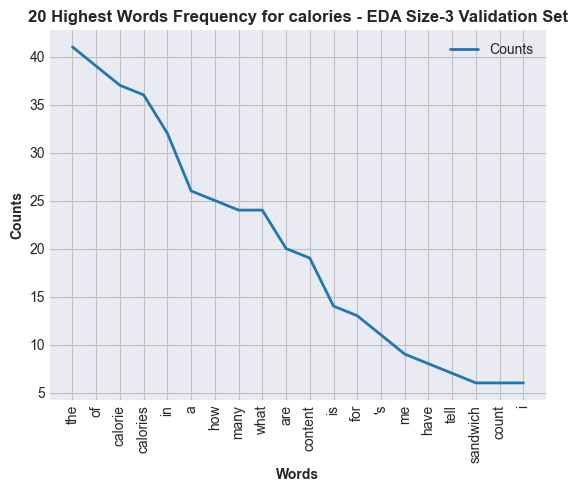 20 Highest Words Frequency for calories - EDA Size-3 Validation Set
Counts
40
35
30
25
20
15
10
5
Counts
the
of
calorie
calories
in
a
how
many
what
are
content
is
for
's
me
have
tell
sandwich
count
i
Words